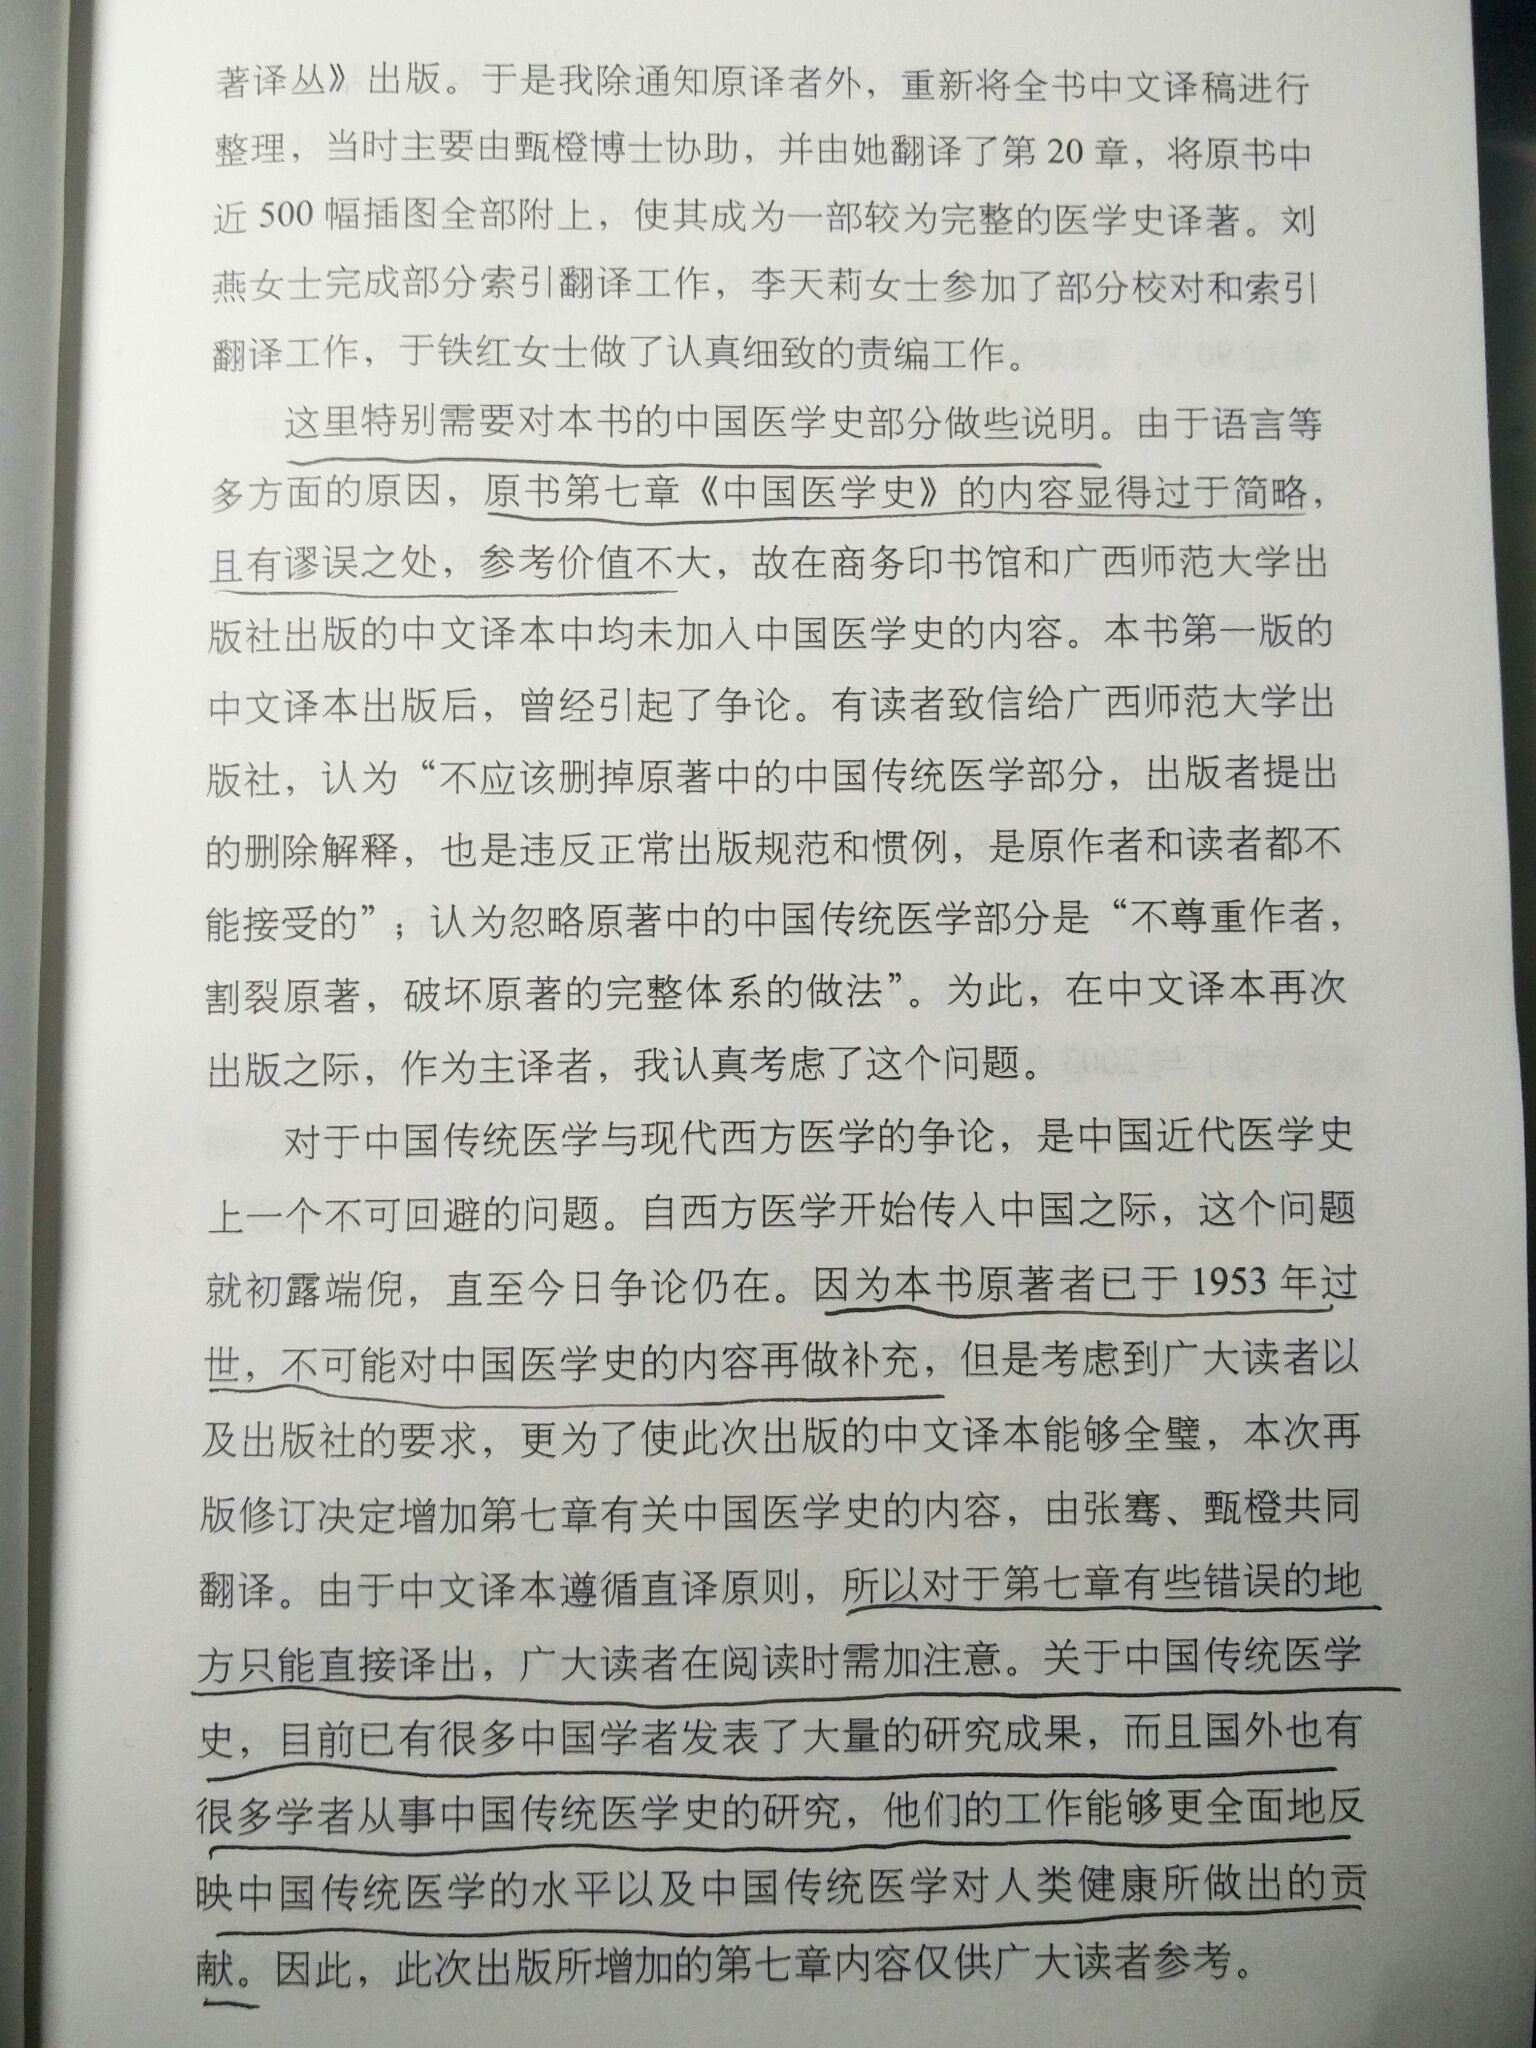 著译丛》出版。于是我除通知原译者外，重新将全书中文译稿进行
整理，当时主要由甄橙博士协助，并由她翻译了第 20 章，将原书中
近 500 幅插图全部附上，使其成为一部较为完整的医学史译著。刘
燕女士完成部分索引翻译工作，李天莉女士参加了部分校对和索引
翻译工作，于铁红女士做了认真细致的责编工作。
这里特别需要对本书的中国医学史部分做些说明。由于语言等
多方面的原因，原书第七章《中国医学史》的内容显得过于简略，
且有谬误之处，参考价值不大，故在商务印书馆和广西师范大学出
版社出版的中文译本中均未加入中国医学史的内容。本书第一版的
中文译本出版后，曾经引起了争论。有读者致信给广西师范大学出
版社，认为“不应该删掉原著中的中国传统医学部分，出版者提出
的删除解释，也是违反正常出版规范和惯例，是原作者和读者都不
能接受的”；认为忽略原著中的中国传统医学部分是“不尊重作者，
割裂原著，破坏原著的完整体系的做法”。为此，在中文译本再次
出版之际，作为主译者，我认真考虑了这个问题。
对于中国传统医学与现代西方医学的争论，是中国近代医学史
上一个不可回避的问题。自西方医学开始传入中国之际，这个问题
就初露端倪，直至今日争论仍在。因为本书原著者已于 1953 年过
世，不可能对中国医学史的内容再做补充，但是考虑到广大读者以
及出版社的要求，更为了使此次出版的中文译本能够全璧，本次再
版修订决定增加第七章有关中国医学史的内容，由张骞、甄橙共同
翻译。由于中文译本遵循直译原则，所以对于第七章有些错误的地
方只能直接译出，广大读者在阅读时需加注意。关于中国传统医学
史，目前已有很多中国学者发表了大量的研究成果，而且国外也有
很多学者从事中国传统医学史的研究，他们的工作能够更全面地反
映中国传统医学的水平以及中国传统医学对人类健康所做出的贡
献。因此，此次出版所增加的第七章内容仅供广大读者参考。